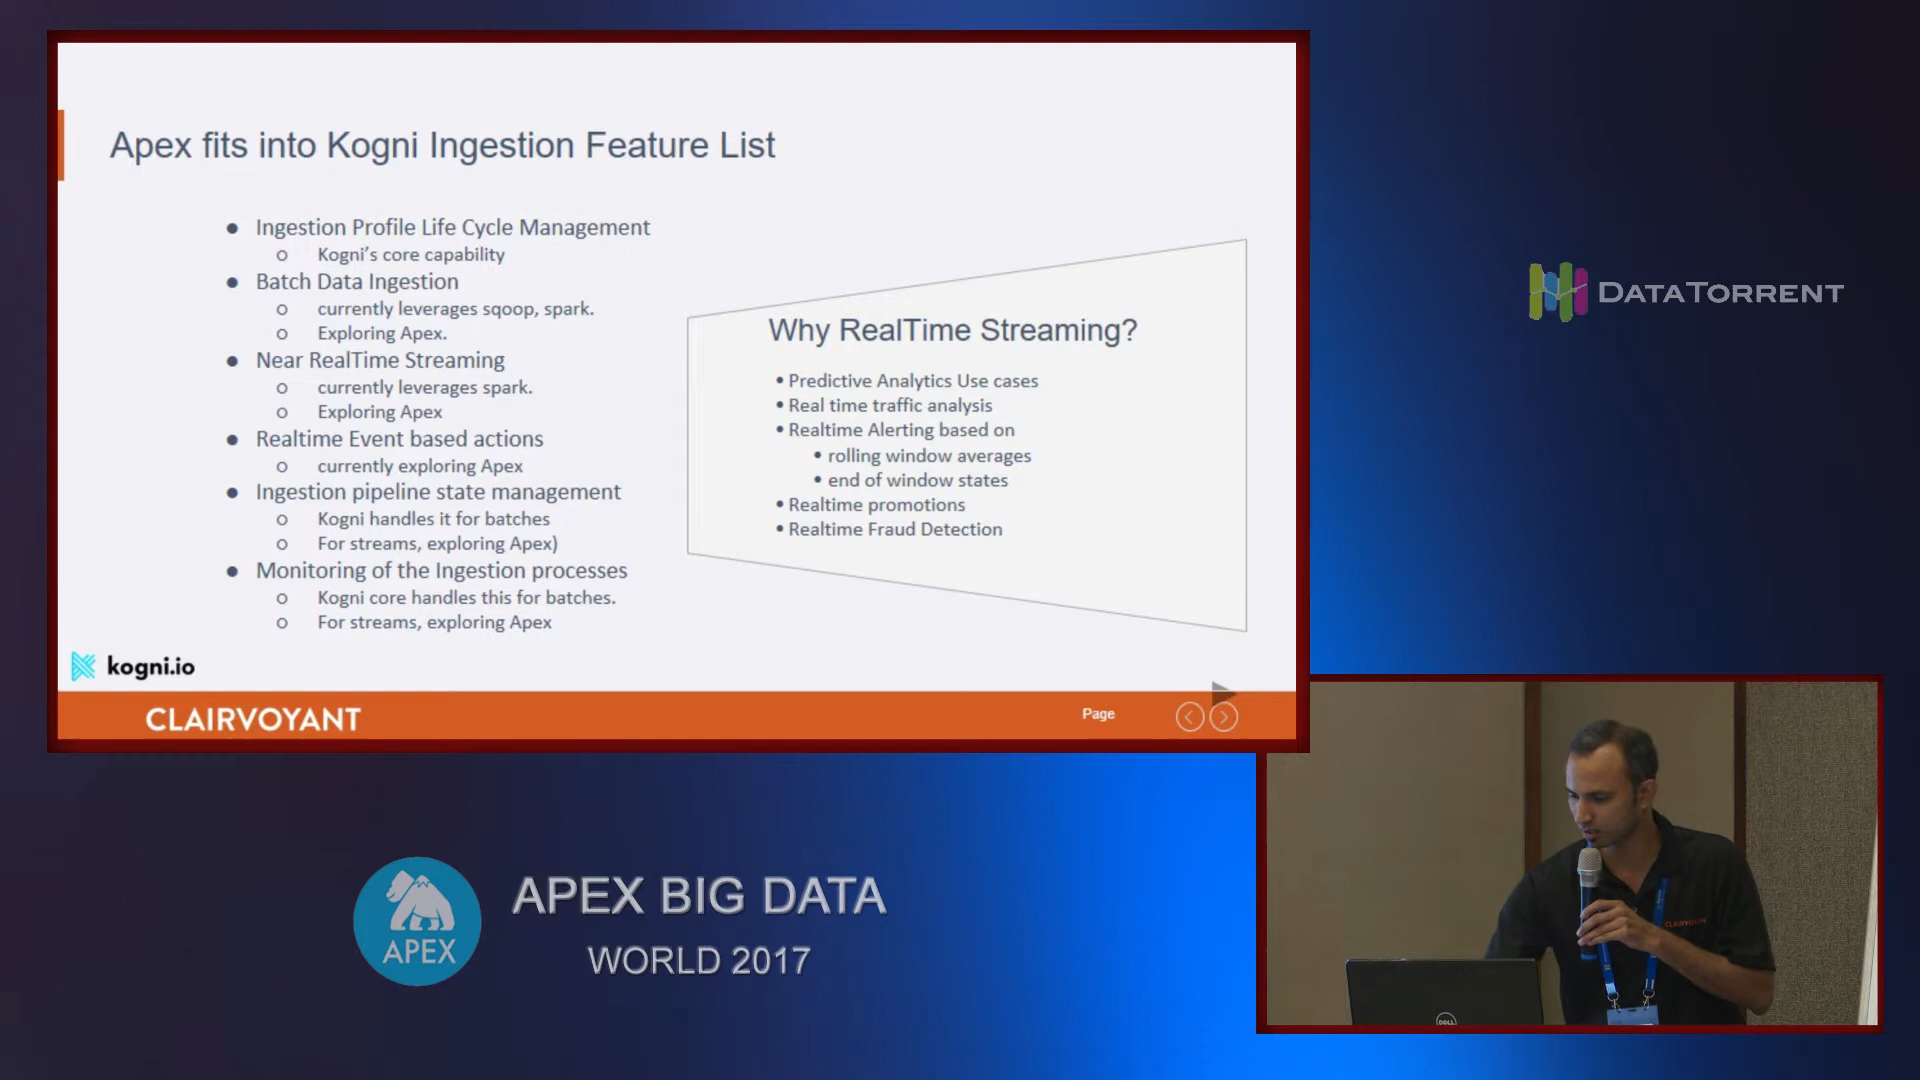 Apex fits into Kogni Ingestion Feature List
● Ingestion Profile Life Cycle Management
o Kogni's core capability
● Batch Data Ingestion
o currently leverages sqoop, spark.
o Exploring Apex.
● Near RealTime Streaming
o currently leverages spark.
o Exploring Apex
● Realtime Event based actions
o currently exploring Apex
● Ingestion pipeline state management
o Kogni handles it for batches
o For streams, exploring Apex)
● Monitoring of the Ingestion processes
o Kogni core handles this for batches.
o For streams, exploring Apex
Why RealTime Streaming?
• Predictive Analytics Use cases
• Real time traffic analysis
• Realtime Alerting based on
• rolling window averages
• end of window states
• Realtime promotions
• Realtime Fraud Detection
kogni.io
CLAIRVOYANT
Page
DATATORRENT
APEX
APEX BIG DATA
WORLD 2017
CLAIRVOYANT
DELL